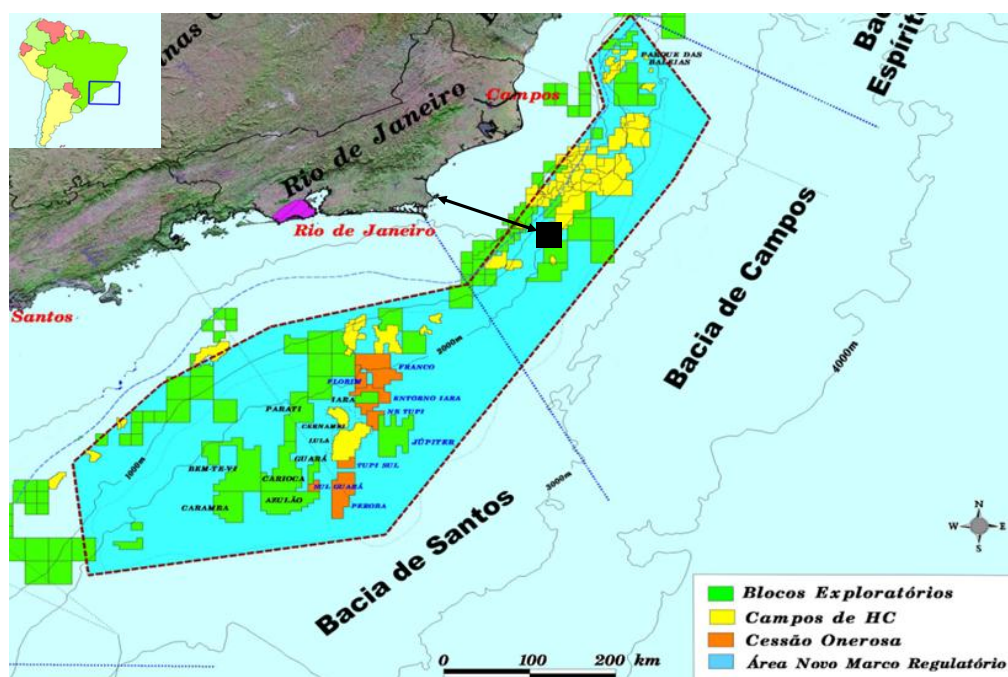 inas
Rio de Janeiro
Campos
PARQUE DAS
BALEIAS
Espírit
Rio de Janeiro
Santos
Bacia de Campos
2000m
4000m
FRANCO
FLORIM
IARA
ENTORNO IARA
PARATI
NE TUPI
CERNAMBI
LULA
JÚPITER
GUARÁ
BEM-TE-VI
TUPI SUL
1000m
CARIOCA
SUL GUARÁ
AZULÃO
CARAMBA
PEROBA
3000m
Bacia de Santos
N
W
E
S
Blocos Exploratórios
Campos de HC
Cessão Onerosa
Área Novo Marco Regulatório
0 100 200 km